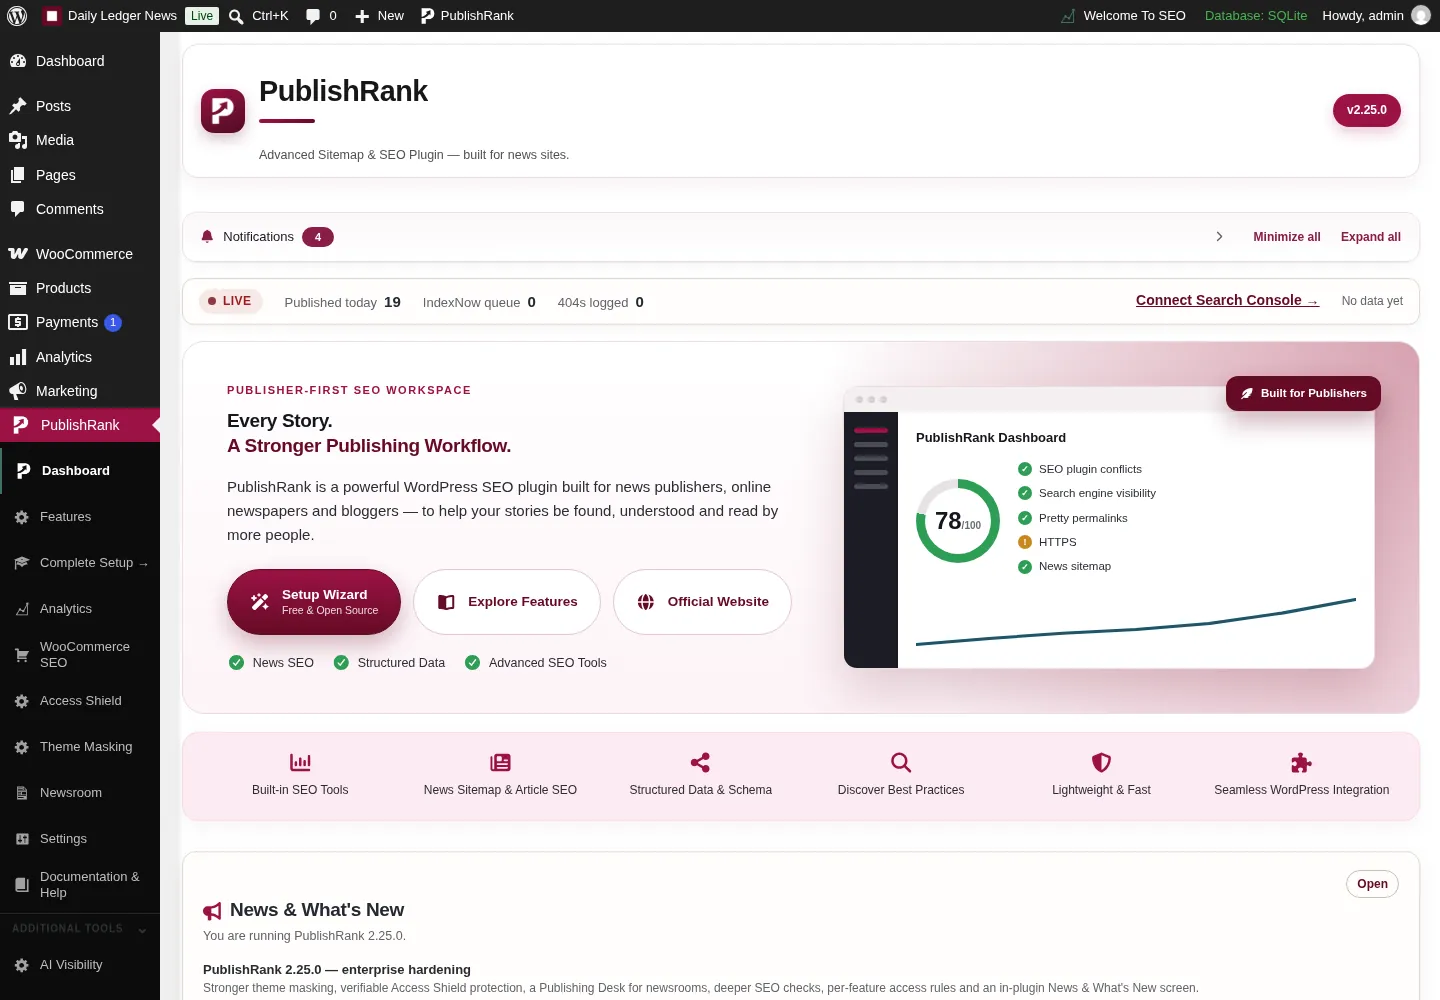 Daily Ledger News Live Ctrl+K 0 New PublishRank Welcome To SEO Database: SQLite Howdy, admin
Dashboard
Posts
Media
Pages
Comments
WooCommerce
Products
Payments 1
Analytics
Marketing
PublishRank
Dashboard
Features
Complete Setup →
Analytics
WooCommerce
SEO
Access Shield
Theme Masking
Newsroom
Settings
Documentation &
Help
ADDITIONAL TOOLS
AI Visibility
PublishRank
Advanced Sitemap & SEO Plugin — built for news sites.
v2.25.0
Notifications 4 Minimize all Expand all
LIVE Published today 19 IndexNow queue 0 404s logged 0 Connect Search Console → No data yet
PUBLISHER-FIRST SEO WORKSPACE
Every Story.
A Stronger Publishing Workflow.
PublishRank is a powerful WordPress SEO plugin built for news publishers, online
newspapers and bloggers — to help your stories be found, understood and read by
more people.
Setup Wizard
Free & Open Source
Explore Features
Official Website
News SEO Structured Data Advanced SEO Tools
Built for Publishers
PublishRank Dashboard
78/100
SEO plugin conflicts
Search engine visibility
Pretty permalinks
! HTTPS
News sitemap
Built-in SEO Tools
News Sitemap & Article SEO
Structured Data & Schema
Discover Best Practices
Lightweight & Fast
Seamless WordPress Integration
Open
News & What's New
You are running PublishRank 2.25.0.
PublishRank 2.25.0 — enterprise hardening
Stronger theme masking, verifiable Access Shield protection, a Publishing Desk for newsrooms, deeper SEO checks, per-feature access rules and an in-plugin News & What's New screen.